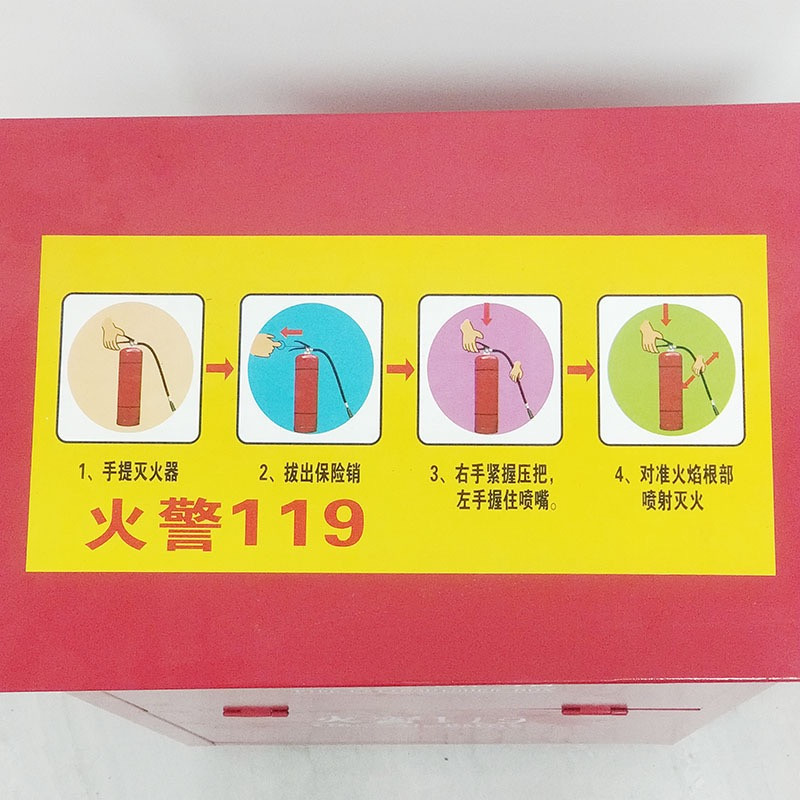 1、手提灭火器
2、拔出保险销
3、右手紧握压把，
左手握住喷嘴。
4、对准火焰根部
喷射灭火
火警119